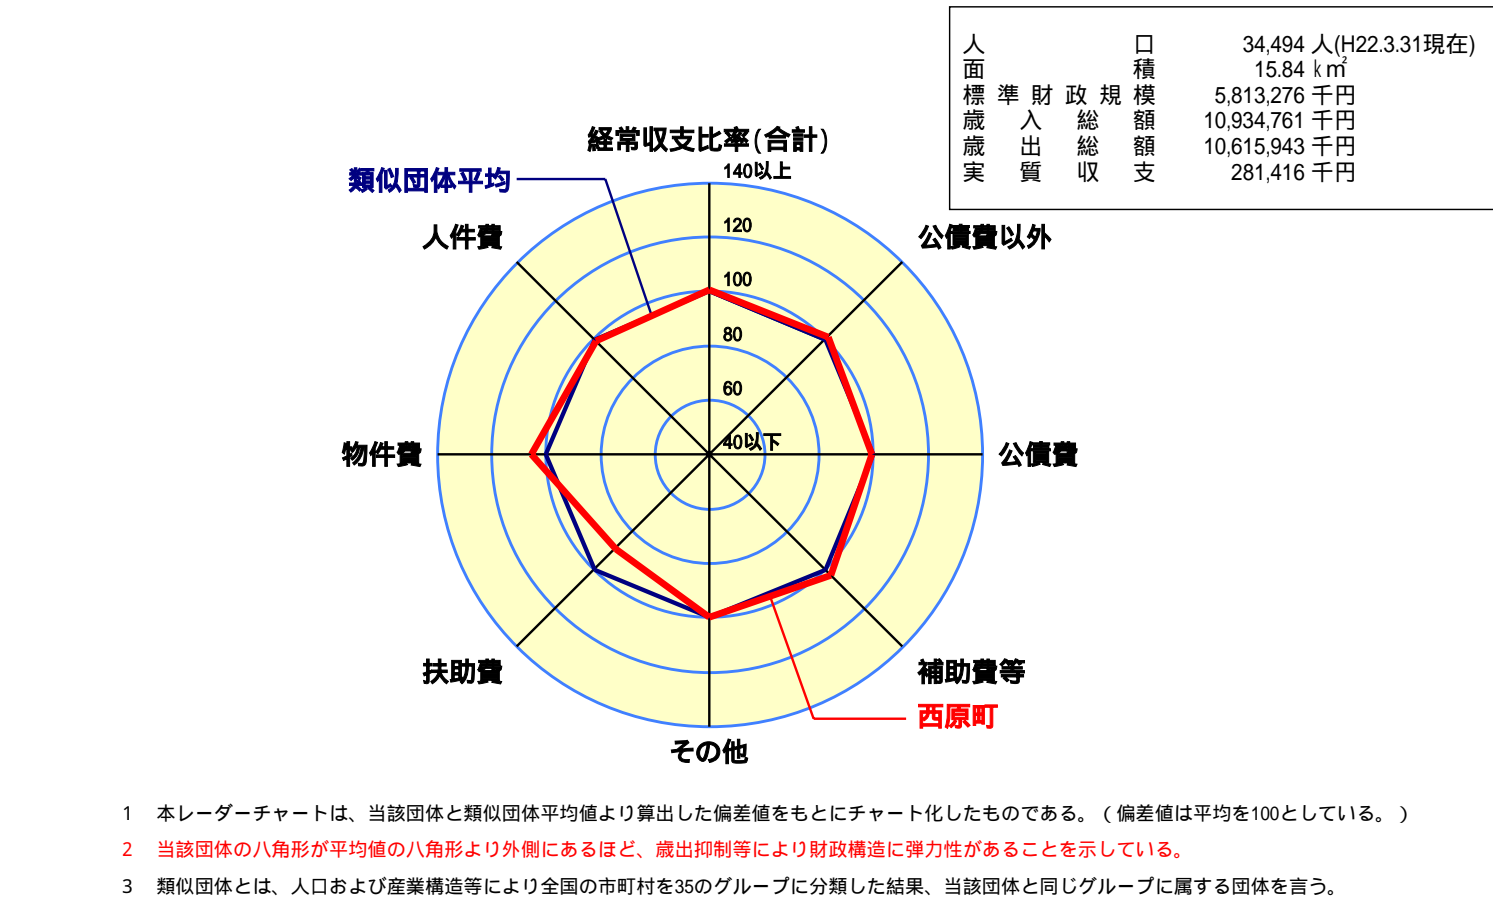 人口 34,494 人(H22.3.31現在)
面積 15.84 k㎡
標準財政規模 5,813,276 千円
歳入総額 10,934,761 千円
歳出総額 10,615,943 千円
実質収支 281,416 千円
経常収支比率(合計)
140以上
類似団体平均
120
人件費
公債費以外
100
80
60
40以下
物件費
公債費
扶助費
補助費等
西原町
その他
1 本レーダーチャートは、当該団体と類似団体平均値より算出した偏差値をもとにチャート化したものである。(偏差値は平均を100としている。)
2 当該団体の八角形が平均値の八角形より外側にあるほど、歳出抑制等により財政構造に弾力性があることを示している。
3 類似団体とは、人口および産業構造等により全国の市町村を35のグループに分類した結果、当該団体と同じグループに属する団体を言う。